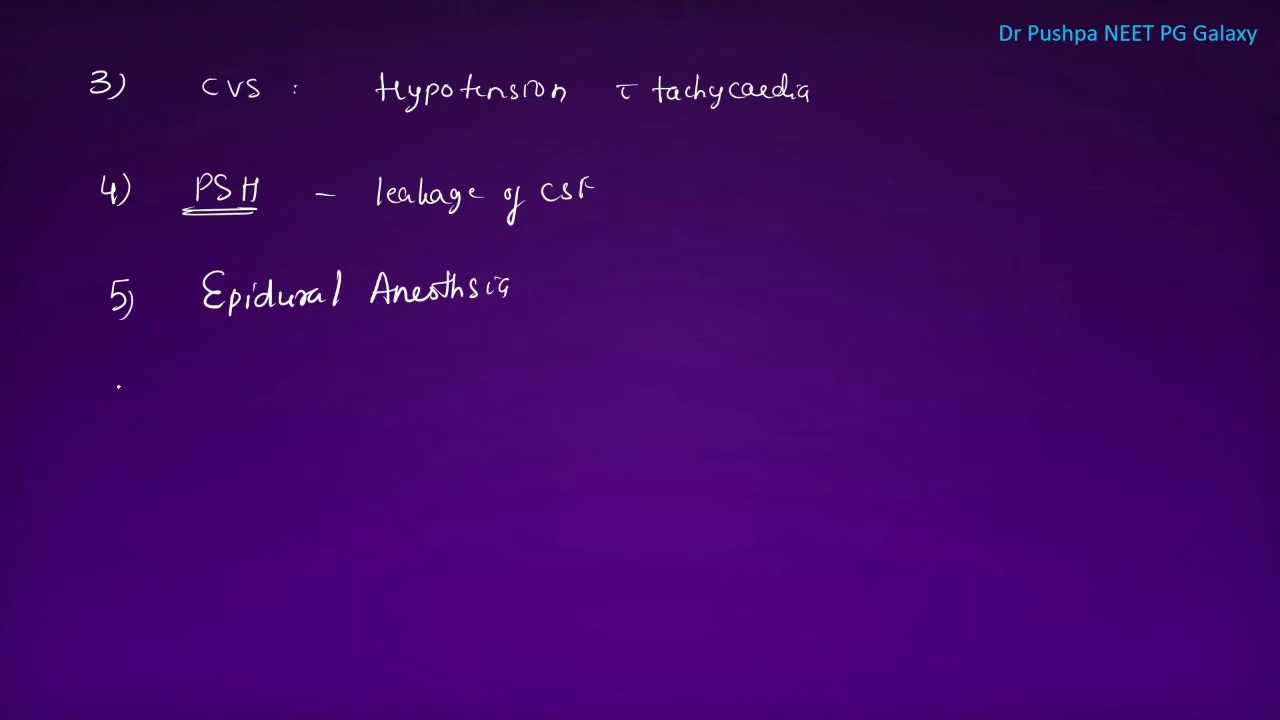 Dr Pushpa NEET PG Galaxy
3) CVS : Hypotension c̄ tachycardia
4) PSH - leakage of CSF
5) Epidural Anesthsia